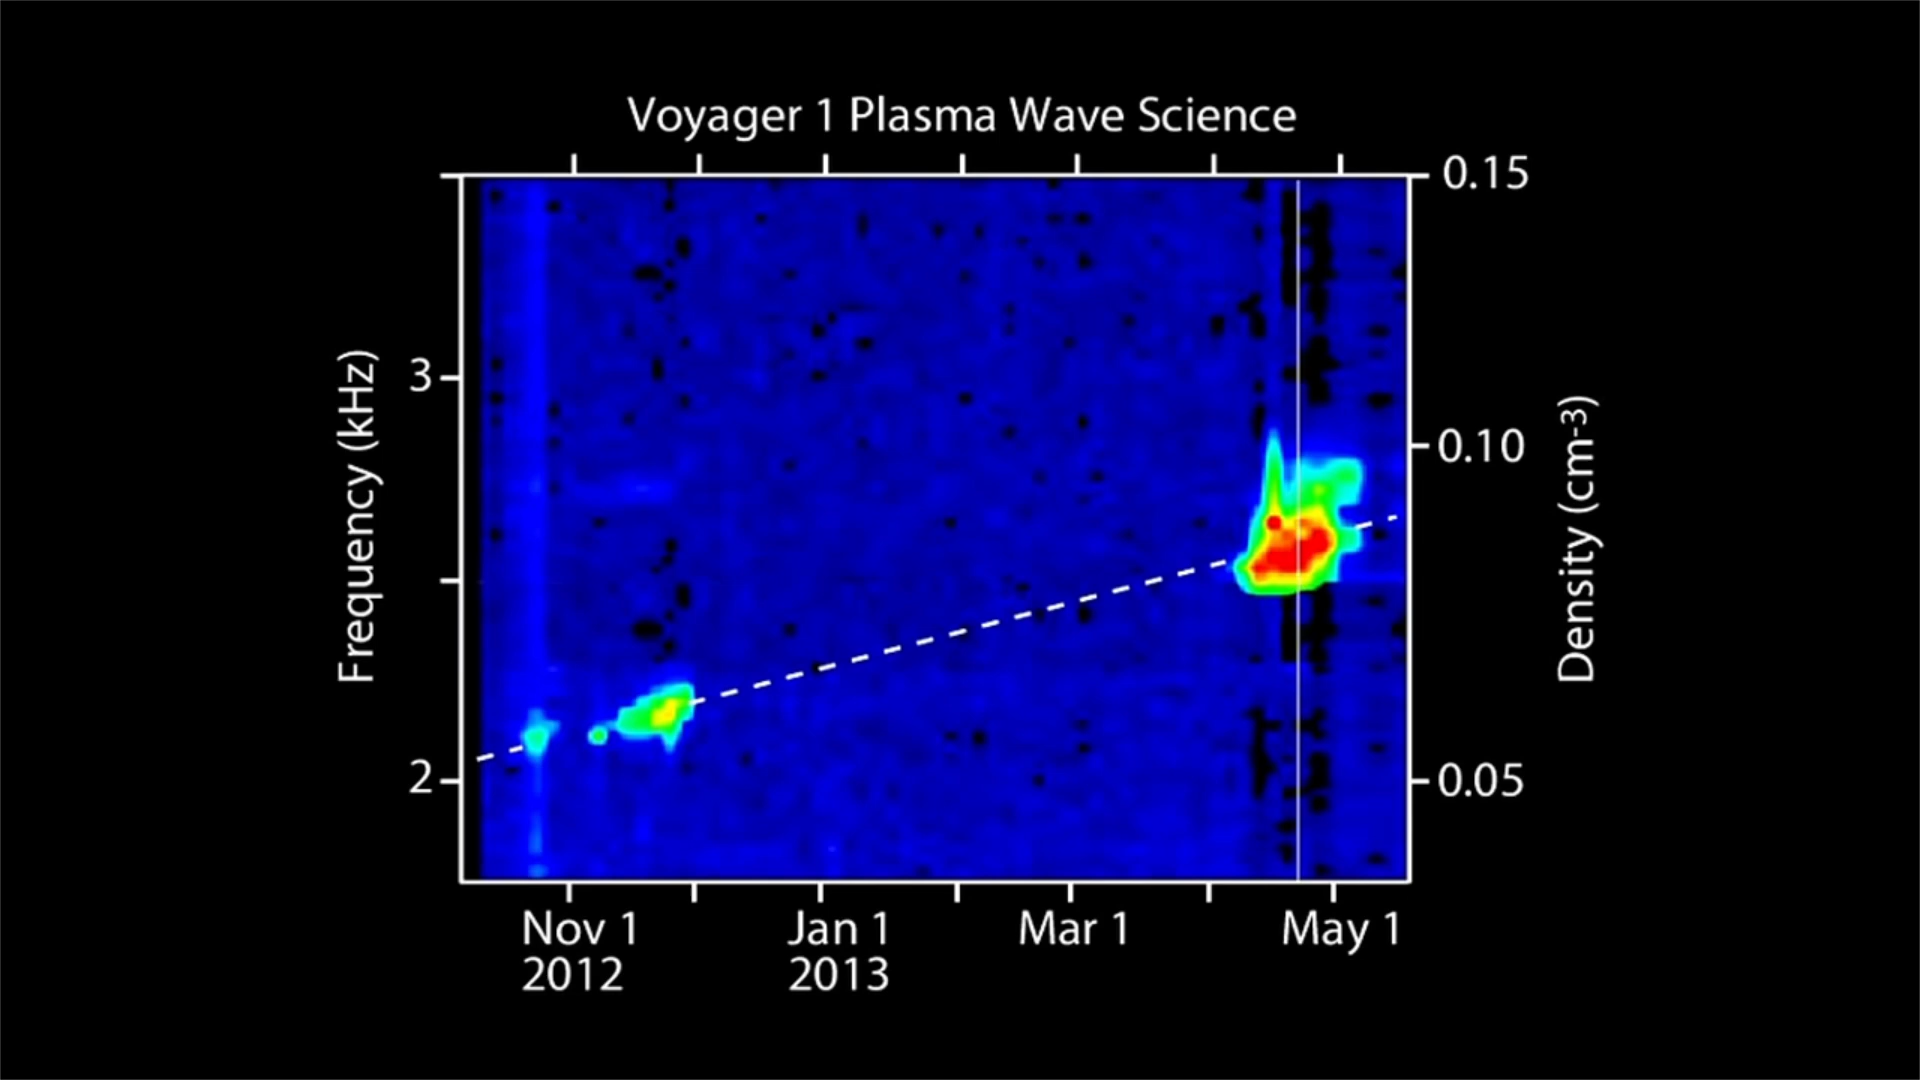 Voyager 1 Plasma Wave Science
0.15
3
0.10
2
0.05
Frequency (kHz)
Density (cm-3)
Nov 1
2012
Jan 1
2013
Mar 1
May 1